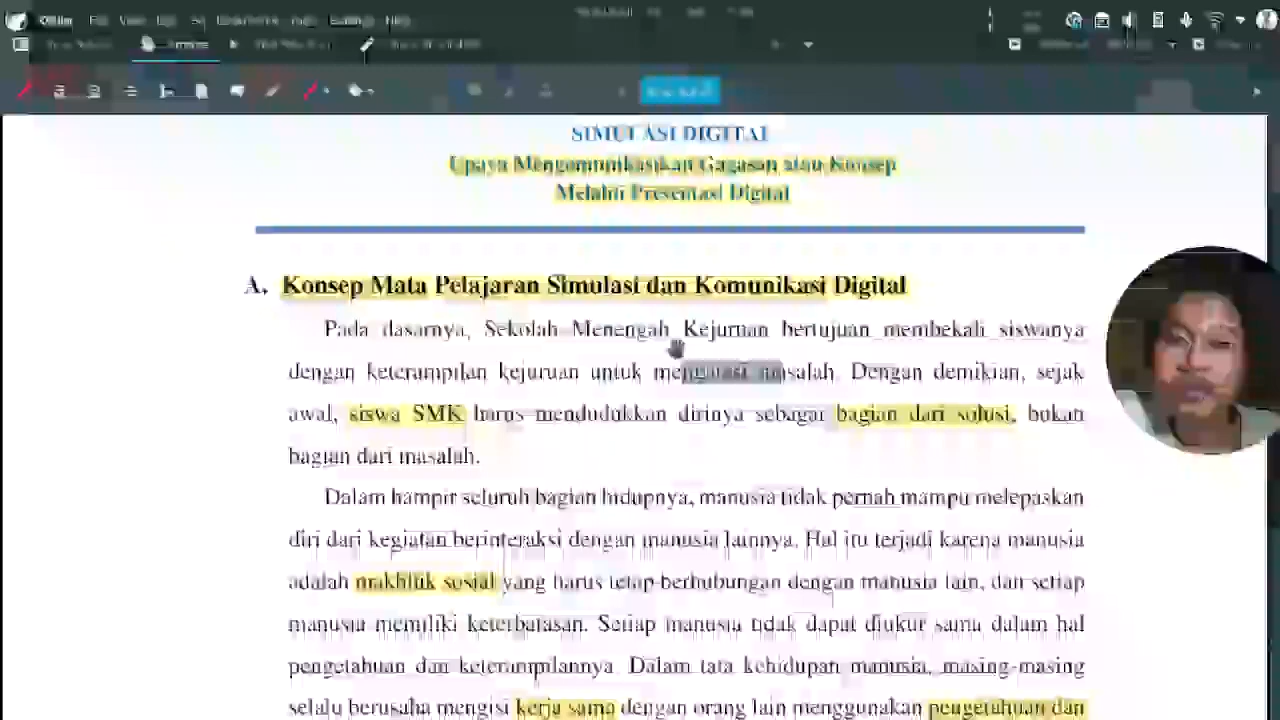 SIMULASI DIGITAL
Upaya Mengomunikasikan Gagasan atau Konsep
Melalui Presentasi Digital
A. Konsep Mata Pelajaran Simulasi dan Komunikasi Digital
Pada dasarnya, Sekolah Menengah Kejuruan bertujuan membekali siswanya
dengan keterampilan kejuruan untuk mengatasi masalah. Dengan demikian, sejak
awal, siswa SMK harus mendudukkan dirinya sebagai bagian dari solusi, bukan
bagian dari masalah.
Dalam hampir seluruh bagian hidupnya, manusia tidak pernah mampu melepaskan
diri dari kegiatan berinteraksi dengan manusia lainnya. Hal itu terjadi karena manusia
adalah makhluk sosial yang harus tetap berhubungan dengan manusia lain, dan setiap
manusia memiliki keterbatasan. Setiap manusia tidak dapat diukur sama dalam hal
pengetahuan dan keterampilannya. Dalam tata kehidupan manusia, masing-masing
selalu berusaha mengisi kerja sama dengan orang lain menggunakan pengetahuan dan